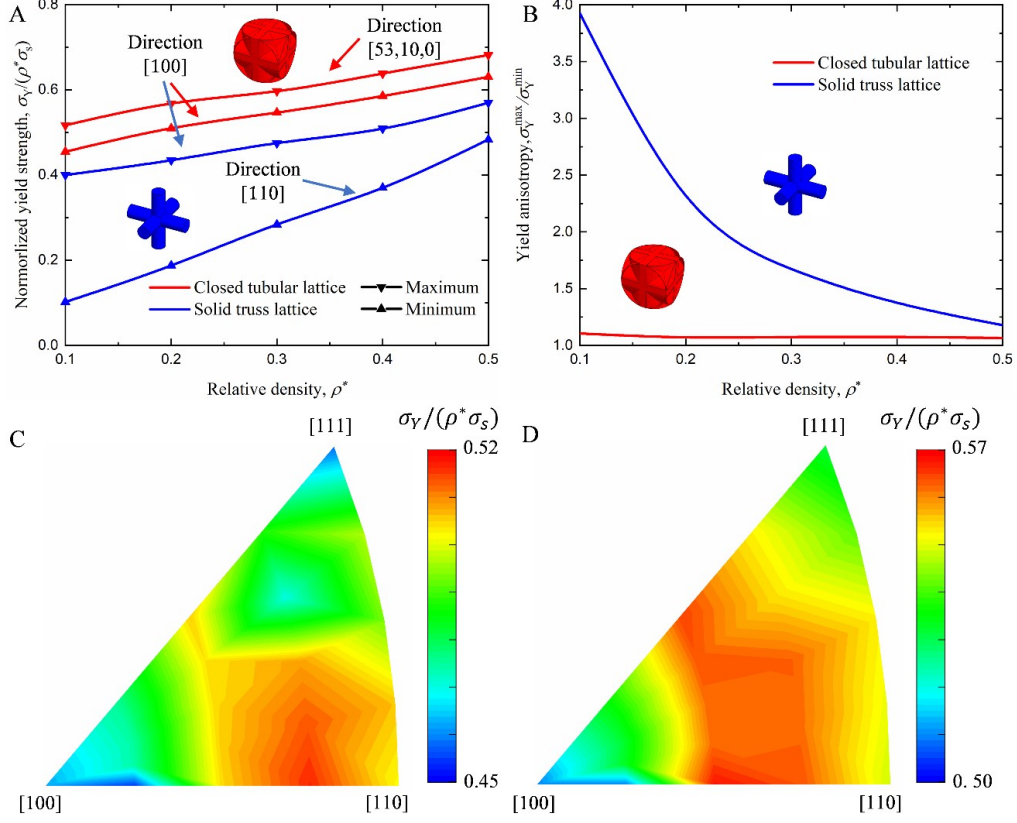 A
Normorlized yield strength, σY/(ρ*σs)
0.8
0.6
0.4
0.2
0.0
Direction
[100]
Direction
[53,10,0]
Direction
[110]
Closed tubular lattice
Solid truss lattice
Maximum
Minimum
0.1 0.2 0.3 0.4 0.5
Relative density, ρ*
B
Yield anisotropy, σY^max/σY^min
4.0
3.5
3.0
2.5
2.0
1.5
1.0
Closed tubular lattice
Solid truss lattice
0.1 0.2 0.3 0.4 0.5
Relative density, ρ*
C
[111]
σY/(ρ*σs)
0.52
0.45
[100]
[110]
D
[111]
σY/(ρ*σs)
0.57
0.50
[100]
[110]